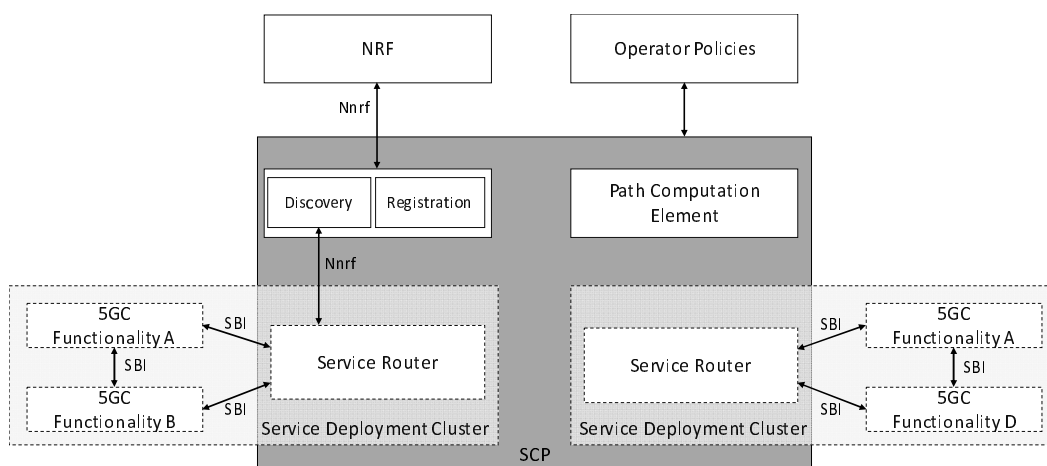 NRF
Operator Policies
Nnrf
Discovery
Registration
Path Computation
Element
Nnrf
5GC
Functionality A
SBI
SBI
5GC
Functionality B
SBI
Service Router
Service Deployment Cluster
Service Router
Service Deployment Cluster
SBI
5GC
Functionality A
SBI
SBI
5GC
Functionality D
SCP